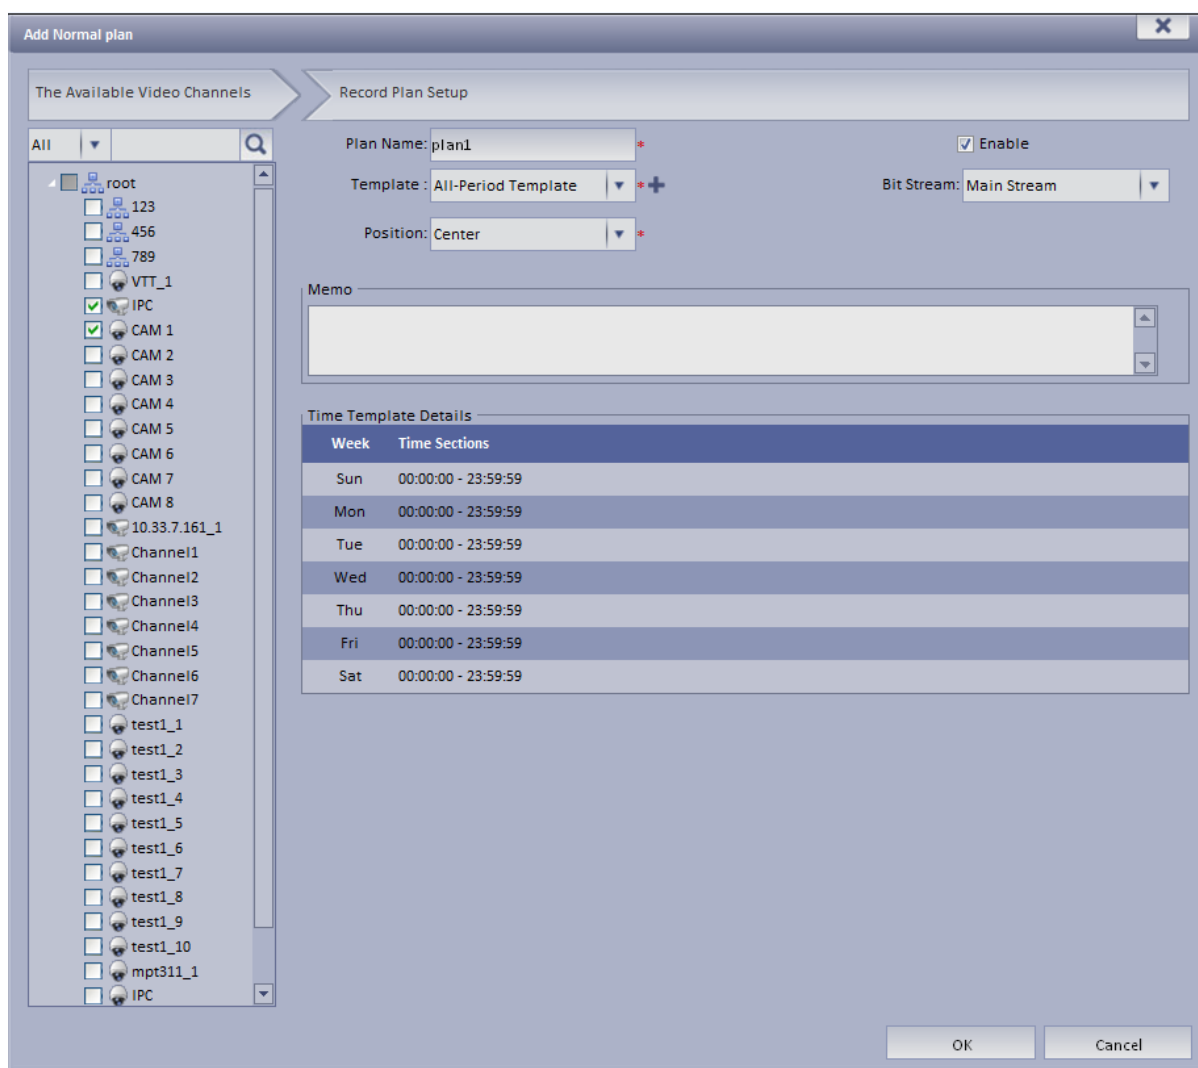 Add Normal plan
The Available Video Channels
Record Plan Setup
All
root
123
456
789
VTT_1
IPC
CAM 1
CAM 2
CAM 3
CAM 4
CAM 5
CAM 6
CAM 7
CAM 8
10.33.7.161_1
Channel1
Channel2
Channel3
Channel4
Channel5
Channel6
Channel7
test1_1
test1_2
test1_3
test1_4
test1_5
test1_6
test1_7
test1_8
test1_9
test1_10
mpt311_1
IPC
Plan Name: plan1 *
Enable
Template : All-Period Template *
Bit Stream: Main Stream
Position: Center *
Memo
Time Template Details
Week Time Sections
Sun 00:00:00 - 23:59:59
Mon 00:00:00 - 23:59:59
Tue 00:00:00 - 23:59:59
Wed 00:00:00 - 23:59:59
Thu 00:00:00 - 23:59:59
Fri 00:00:00 - 23:59:59
Sat 00:00:00 - 23:59:59
OK Cancel